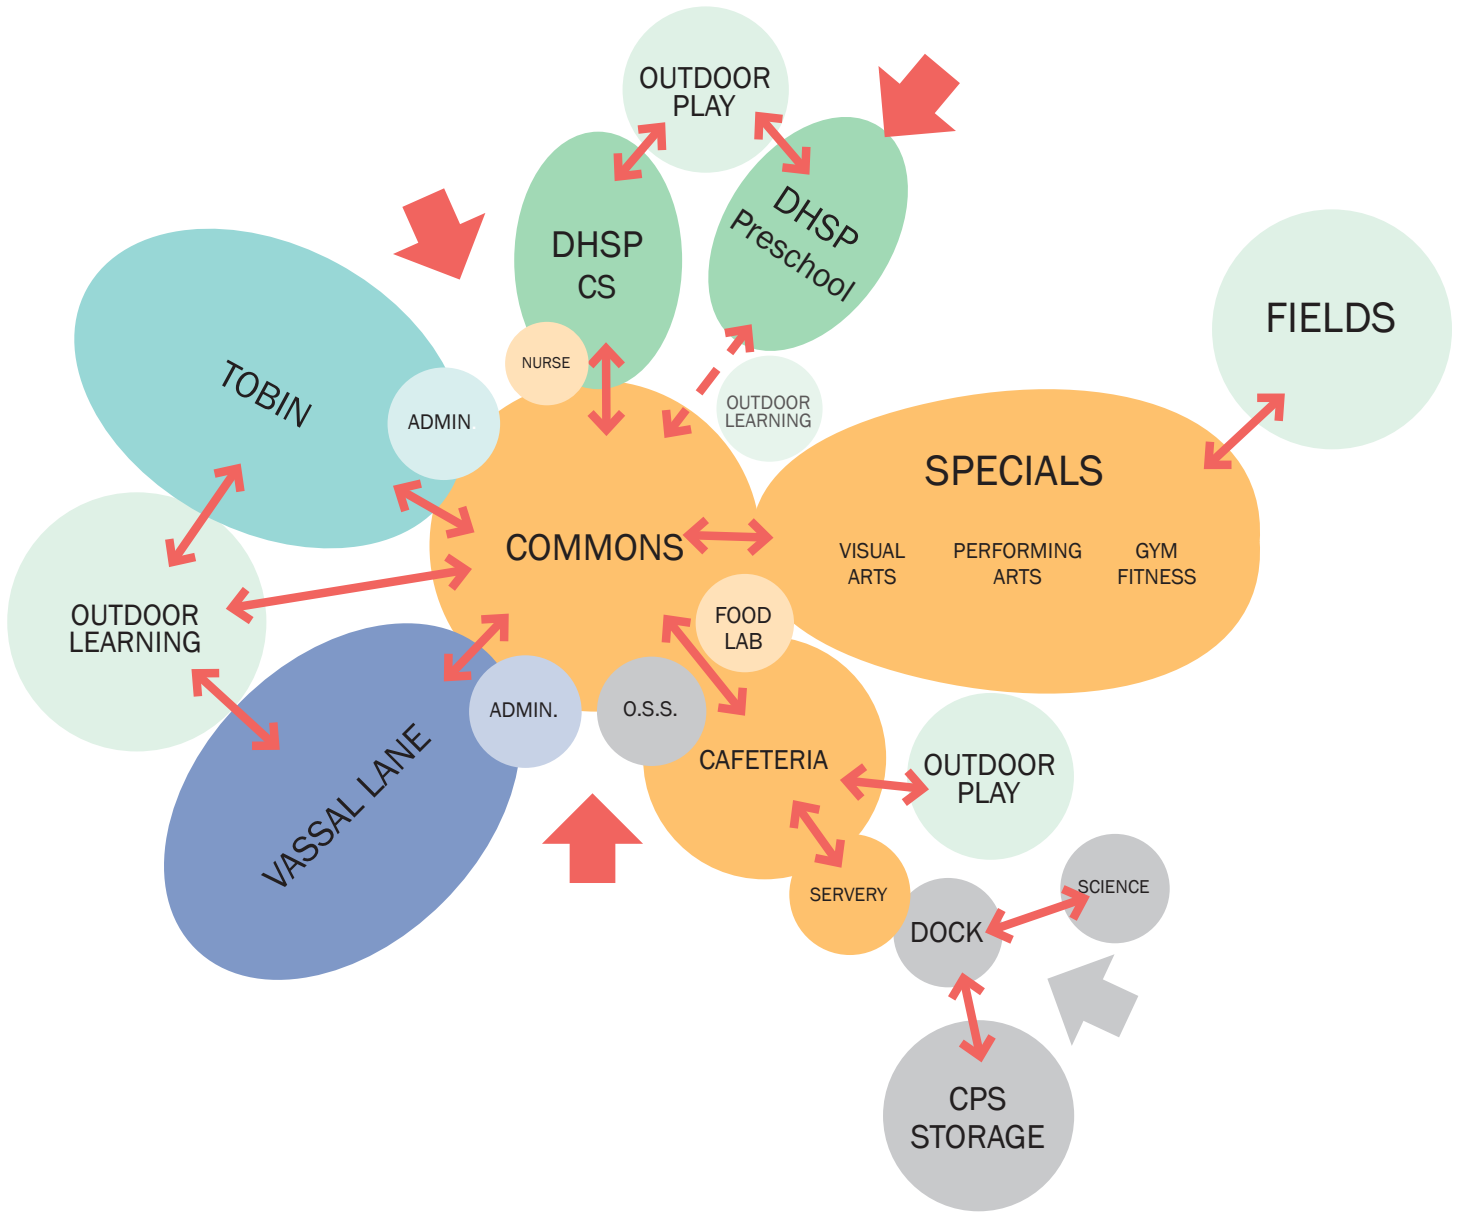 OUTDOOR
PLAY
DHSP
Preschool
DHSP
CS
FIELDS
NURSE
TOBIN
ADMIN
OUTDOOR
LEARNING
SPECIALS
COMMONS
VISUAL
ARTS
PERFORMING
ARTS
GYM
FITNESS
OUTDOOR
LEARNING
FOOD
LAB
ADMIN.
O.S.S.
VASSAL LANE
CAFETERIA
OUTDOOR
PLAY
SERVERY
SCIENCE
DOCK
CPS
STORAGE